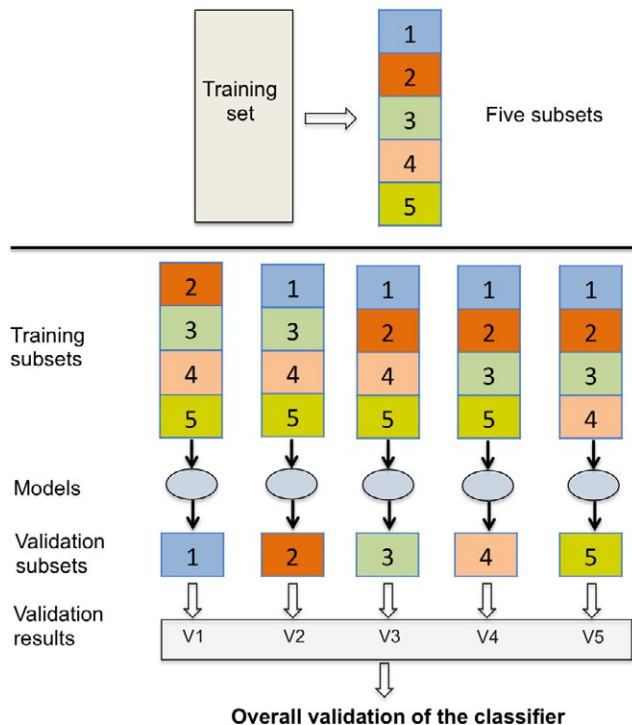 Training
set
1
2
3
4
5
Five subsets
Training
subsets
2
3
4
5
1
3
4
5
1
2
4
5
1
2
3
5
1
2
3
4
Models
Validation
subsets
1
2
3
4
5
Validation
results
V1
V2
V3
V4
V5
Overall validation of the classifier